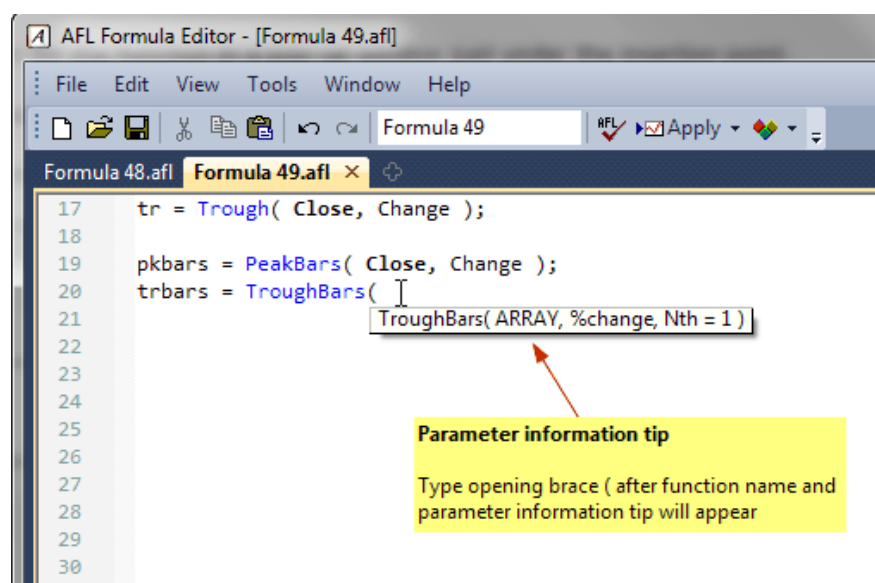 AFL Formula Editor - [Formula 49.afl]
File Edit View Tools Window Help
Formula 49 AFL Apply
Formula 48.afl Formula 49.afl
17 tr = Trough( Close, Change );
18
19 pkbars = PeakBars( Close, Change );
20 trbars = TroughBars(
21 TroughBars( ARRAY, %change, Nth = 1 )
22
23
24
25 Parameter information tip
26
27 Type opening brace ( after function name and
28 parameter information tip will appear
29
30